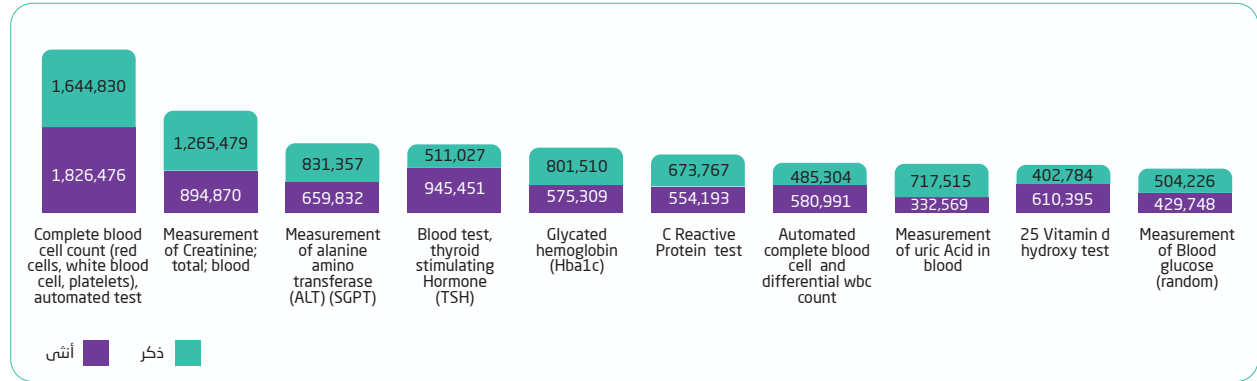 1,644,830
1,826,476
Complete blood
cell count (red
cells, white blood
cell, platelets),
automated test
1,265,479
894,870
Measurement
of Creatinine;
total; blood
831,357
659,832
Measurement
of alanine
amino
transferase
(ALT) (SGPT)
511,027
945,451
Blood test,
thyroid
stimulating
Hormone
(TSH)
801,510
575,309
Glycated
hemoglobin
(Hba1c)
673,767
554,193
C Reactive
Protein test
485,304
580,991
Automated
complete blood
cell and
differential wbc
count
717,515
332,569
Measurement
of uric Acid in
blood
402,784
610,395
25 Vitamin d
hydroxy test
504,226
429,748
Measurement
of Blood
glucose
(random)
ذكر
أنثى